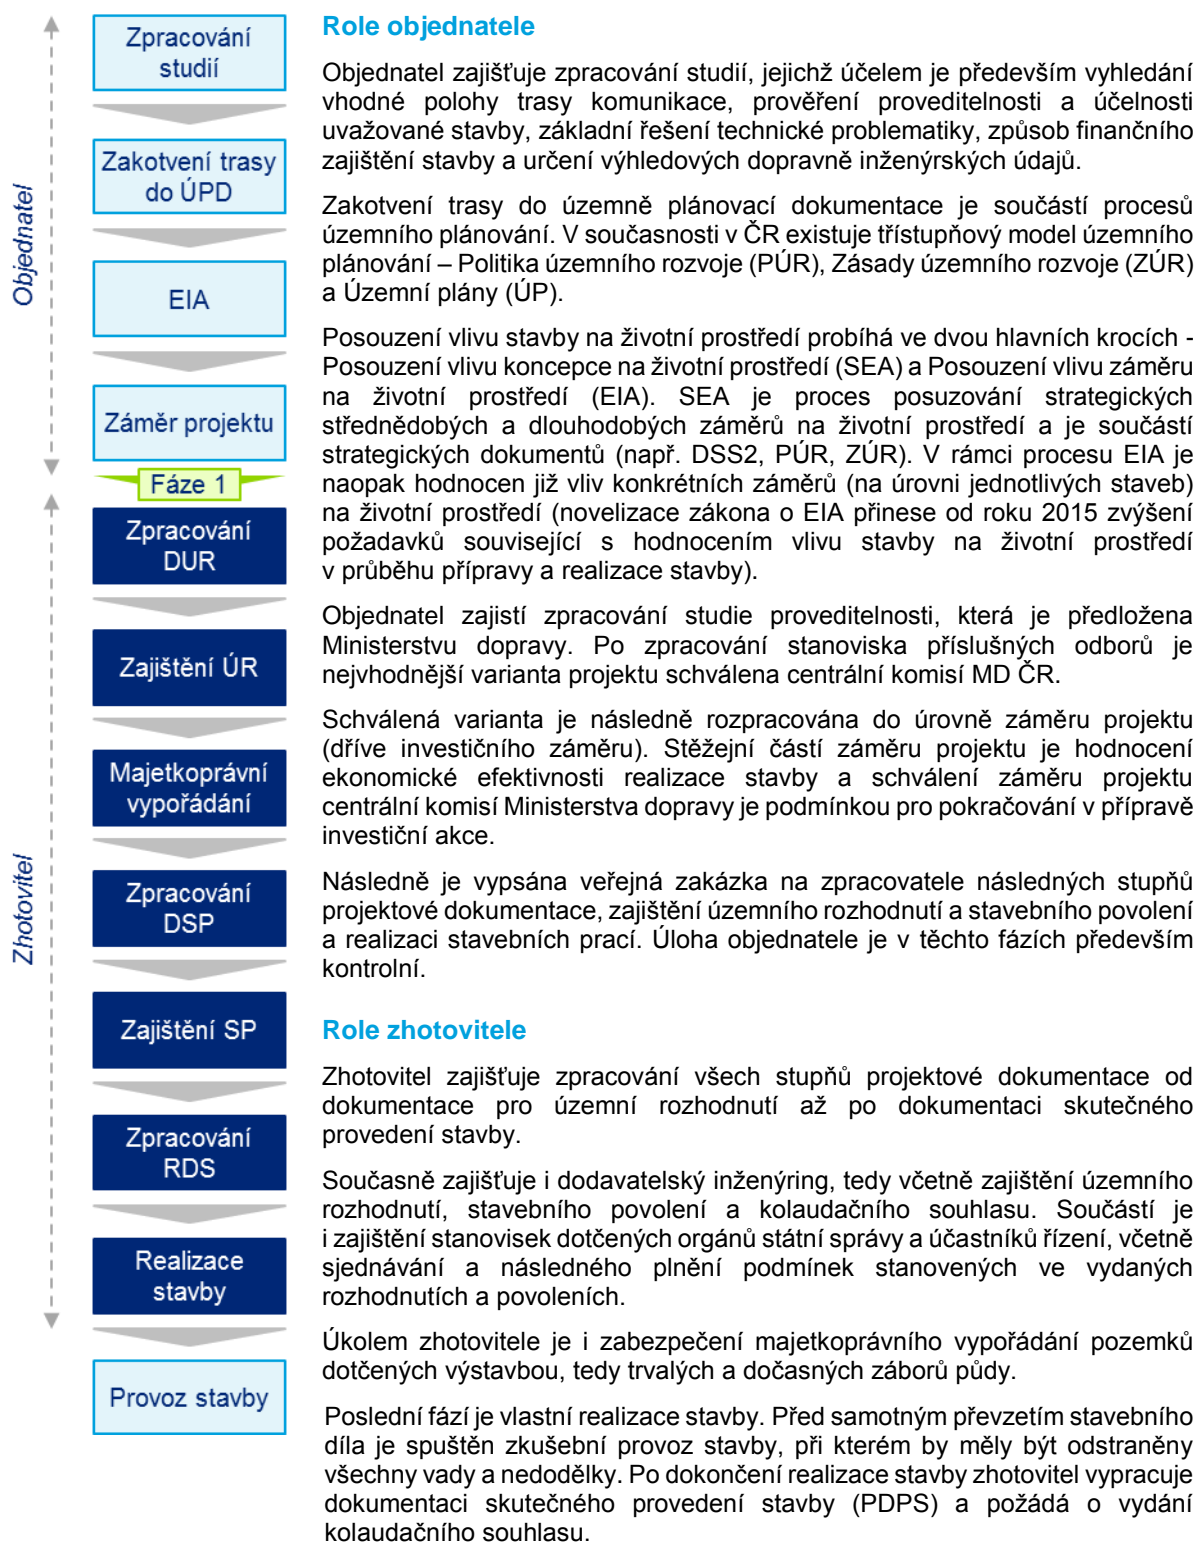 Objednatel
Zhotovitel
Zpracování
studií
Zakotvení trasy
do ÚPD
EIA
Záměr projektu
Fáze 1
Zpracování
DUR
Zajištění ÚR
Majetkoprávní
vypořádání
Zpracování
DSP
Zajištění SP
Zpracování
RDS
Realizace
stavby
Provoz stavby
Role objednatele
Objednatel zajišťuje zpracování studií, jejichž účelem je především vyhledání
vhodné polohy trasy komunikace, prověření proveditelnosti a účelnosti
uvažované stavby, základní řešení technické problematiky, způsob finančního
zajištění stavby a určení výhledových dopravně inženýrských údajů.
Zakotvení trasy do územně plánovací dokumentace je součástí procesů
územního plánování. V současnosti v ČR existuje třístupňový model územního
plánování – Politika územního rozvoje (PÚR), Zásady územního rozvoje (ZÚR)
a Územní plány (ÚP).
Posouzení vlivu stavby na životní prostředí probíhá ve dvou hlavních krocích -
Posouzení vlivu koncepce na životní prostředí (SEA) a Posouzení vlivu záměru
na životní prostředí (EIA). SEA je proces posuzování strategických
střednědobých a dlouhodobých záměrů na životní prostředí a je součástí
strategických dokumentů (např. DSS2, PÚR, ZÚR). V rámci procesu EIA je
naopak hodnocen již vliv konkrétních záměrů (na úrovni jednotlivých staveb)
na životní prostředí (novelizace zákona o EIA přinese od roku 2015 zvýšení
požadavků související s hodnocením vlivu stavby na životní prostředí
v průběhu přípravy a realizace stavby).
Objednatel zajistí zpracování studie proveditelnosti, která je předložena
Ministerstvu dopravy. Po zpracování stanoviska příslušných odborů je
nejvhodnější varianta projektu schválena centrální komisí MD ČR.
Schválená varianta je následně rozpracována do úrovně záměru projektu
(dříve investičního záměru). Stěžejní částí záměru projektu je hodnocení
ekonomické efektivnosti realizace stavby a schválení záměru projektu
centrální komisí Ministerstva dopravy je podmínkou pro pokračování v přípravě
investiční akce.
Následně je vypsána veřejná zakázka na zpracovatele následných stupňů
projektové dokumentace, zajištění územního rozhodnutí a stavebního povolení
a realizaci stavebních prací. Úloha objednatele je v těchto fázích především
kontrolní.
Role zhotovitele
Zhotovitel zajišťuje zpracování všech stupňů projektové dokumentace od
dokumentace pro územní rozhodnutí až po dokumentaci skutečného
provedení stavby.
Současně zajišťuje i dodavatelský inženýring, tedy včetně zajištění územního
rozhodnutí, stavebního povolení a kolaudačního souhlasu. Součástí je
i zajištění stanovisek dotčených orgánů státní správy a účastníků řízení, včetně
sjednávání a následného plnění podmínek stanovených ve vydaných
rozhodnutích a povoleních.
Úkolem zhotovitele je i zabezpečení majetkoprávního vypořádání pozemků
dotčených výstavbou, tedy trvalých a dočasných záborů půdy.
Poslední fází je vlastní realizace stavby. Před samotným převzetím stavebního
díla je spuštěn zkušební provoz stavby, při kterém by měly být odstraněny
všechny vady a nedodělky. Po dokončení realizace stavby zhotovitel vypracuje
dokumentaci skutečného provedení stavby (PDPS) a požádá o vydání
kolaudačního souhlasu.